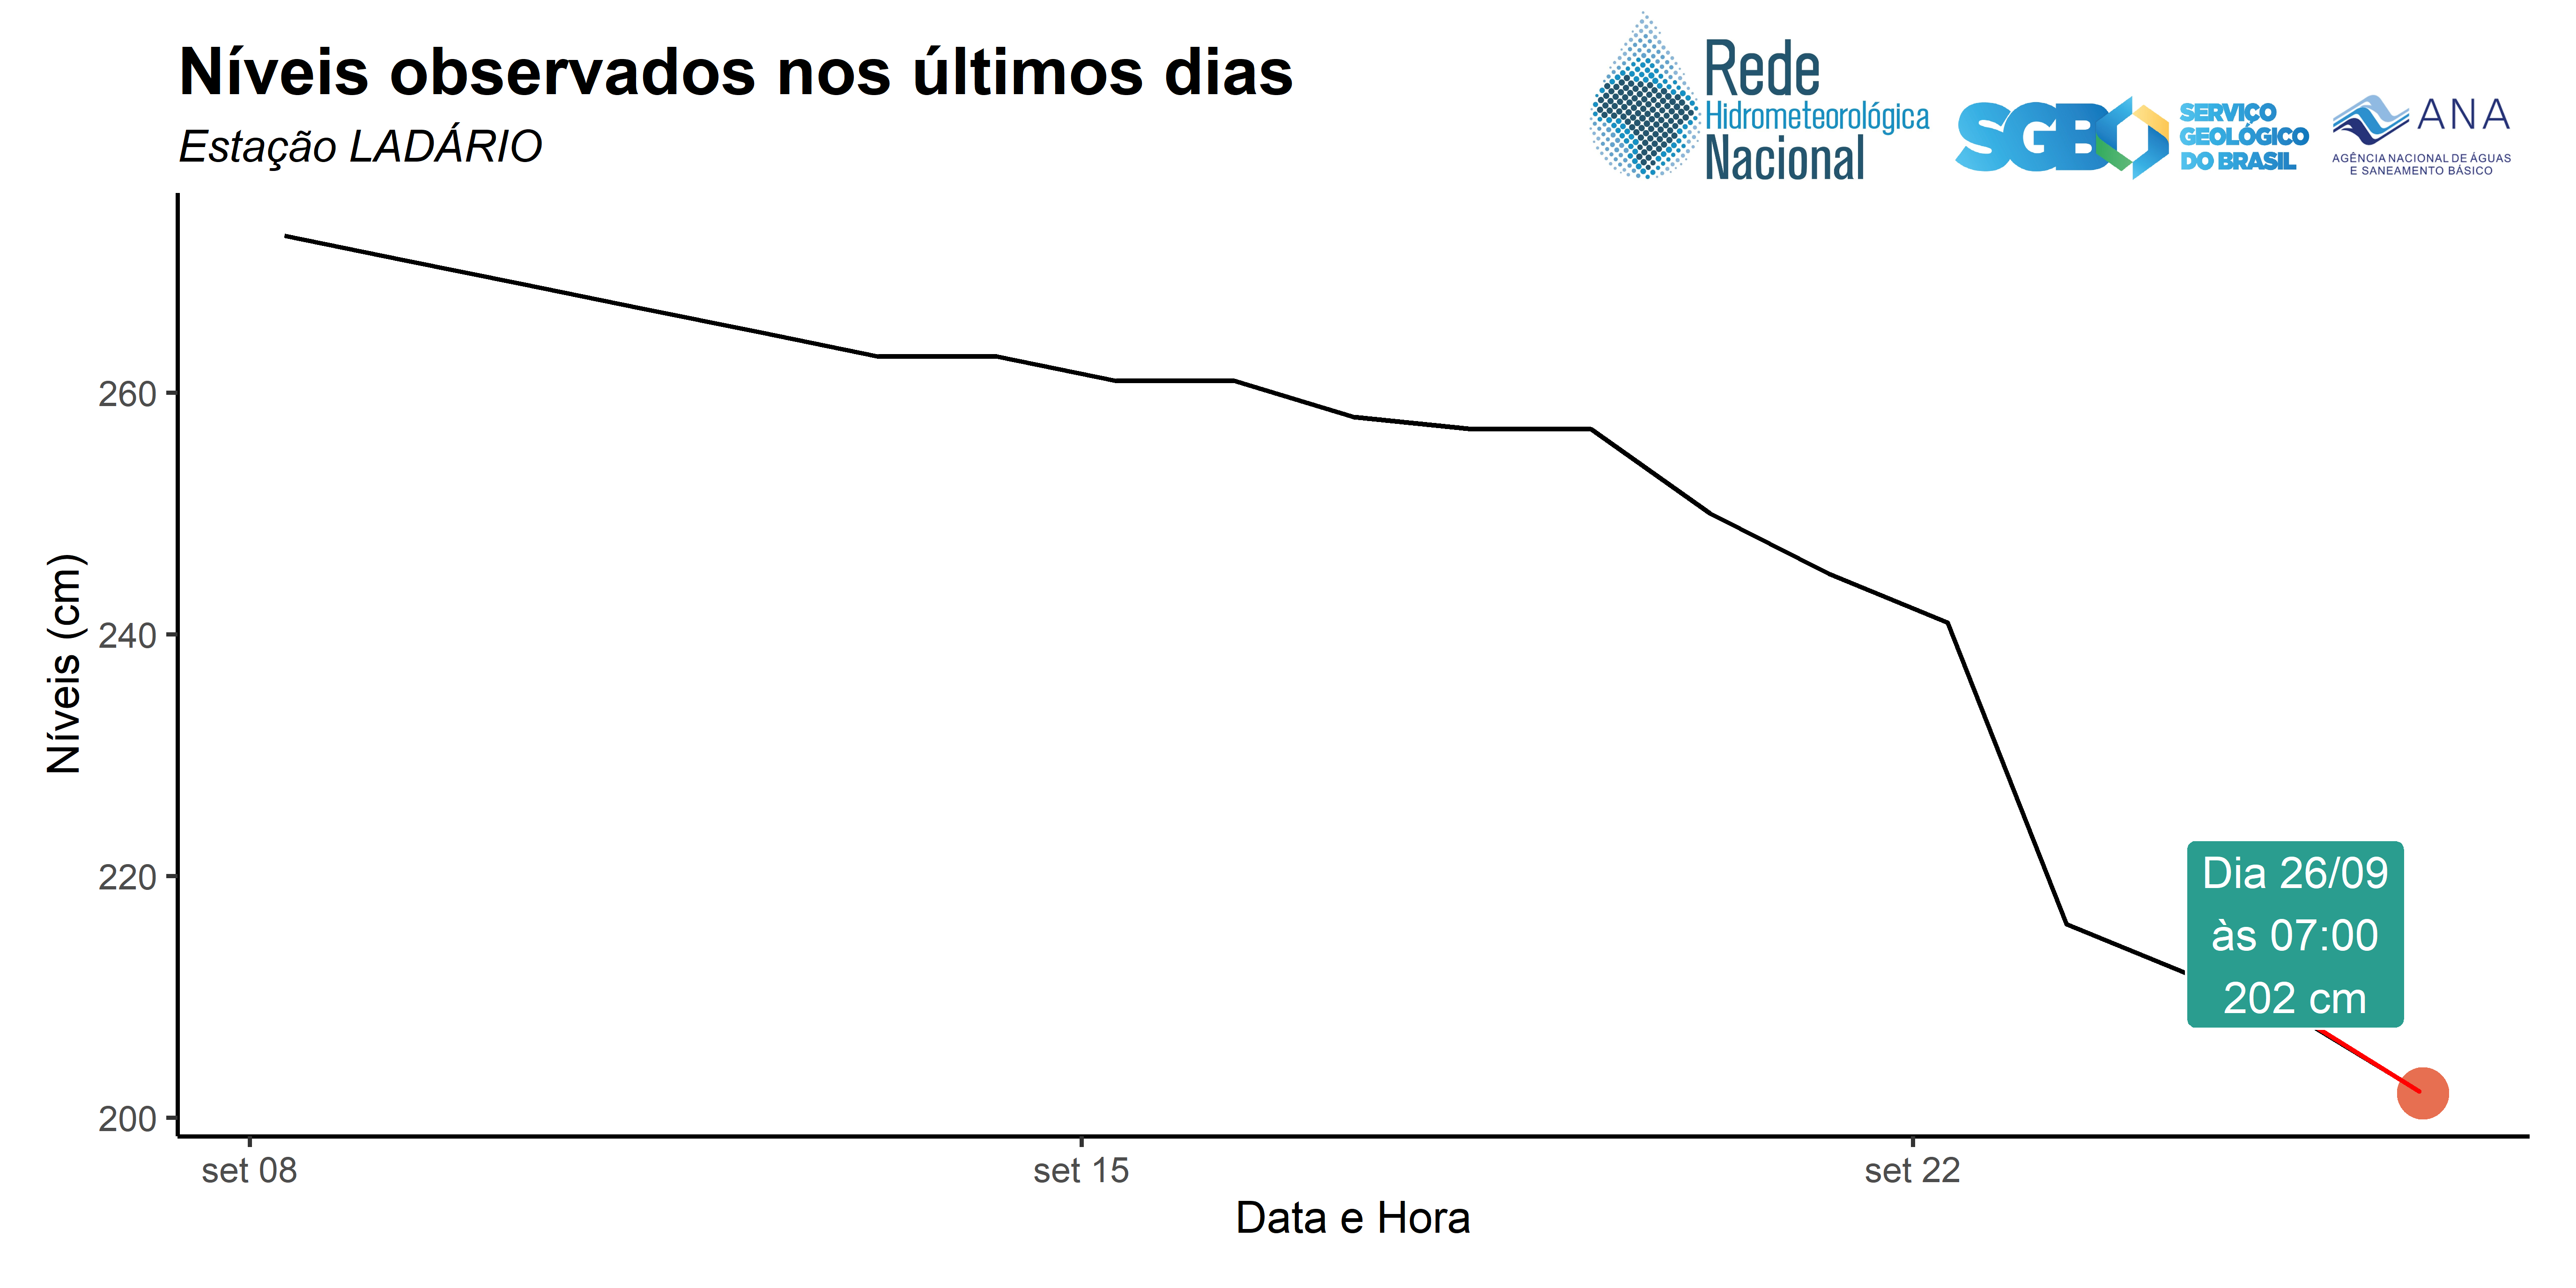 Níveis observados nos últimos dias
Estação LADÁRIO
Rede
Hidrometeorológica
Nacional
SGB
SERVIÇO
GEOLÓGICO
DO BRASIL
ANA
AGÊNCIA NACIONAL DE ÁGUAS
E SANEAMENTO BÁSICO
Níveis (cm)
260
240
220
200
Dia 26/09
às 07:00
202 cm
set 08
set 15
set 22
Data e Hora